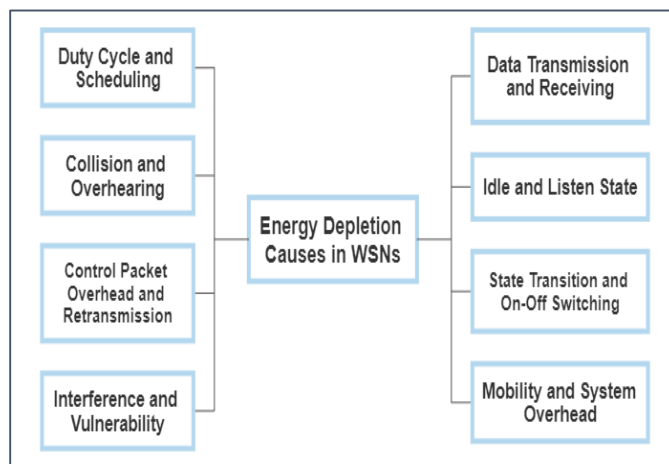 Duty Cycle and
Scheduling
Collision and
Overhearing
Control Packet
Overhead and
Retransmission
Interference and
Vulnerability
Energy Depletion
Causes in WSNs
Data Transmission
and Receiving
Idle and Listen State
State Transition and
On-Off Switching
Mobility and System
Overhead